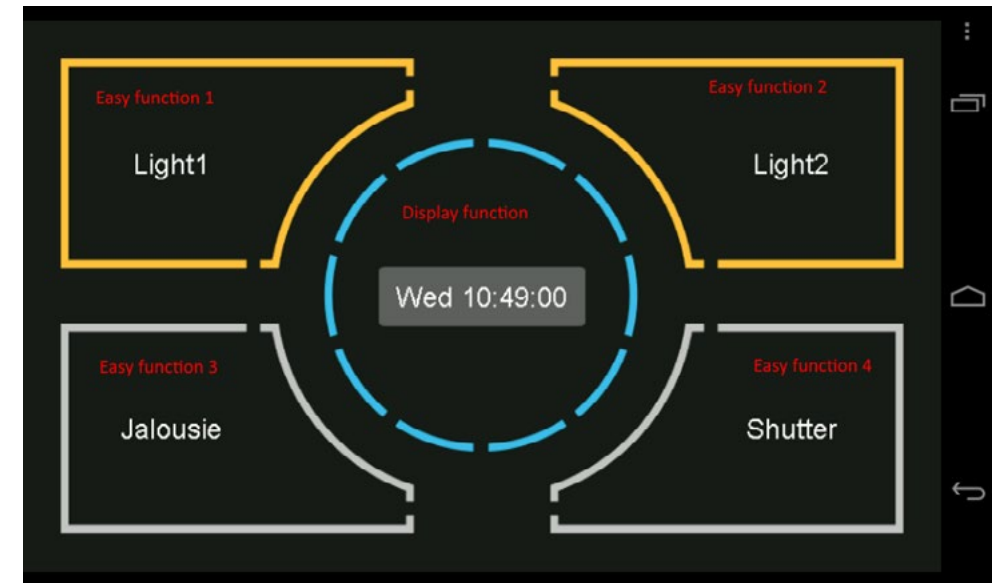 Easy function 1
Easy function 2
Light1
Light2
Display function
Wed 10:49:00
Easy function 3
Easy function 4
Jalousie
Shutter